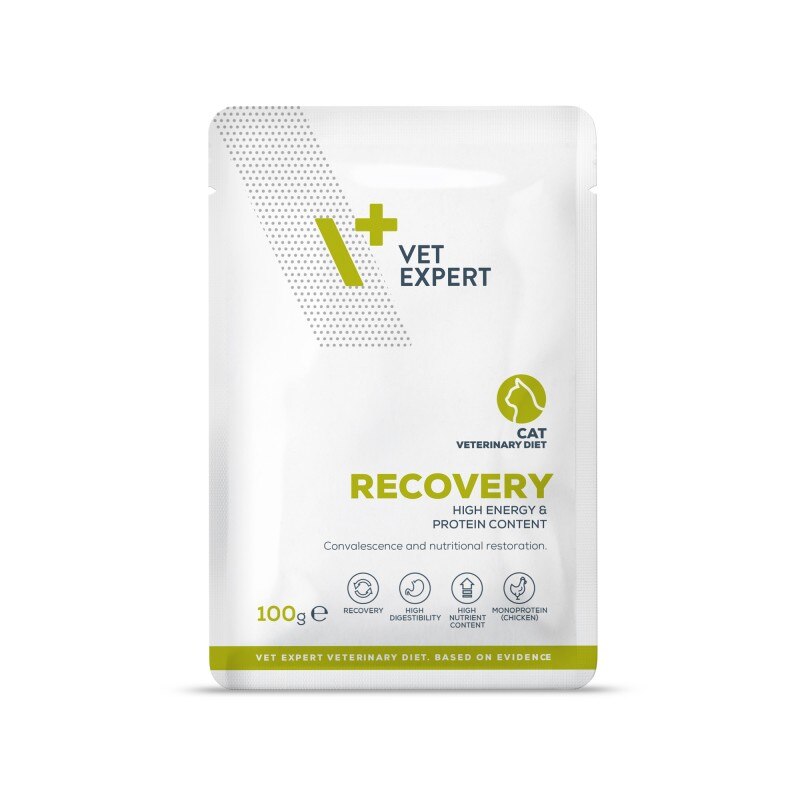 VET
EXPERT
CAT
VETERINARY DIET
RECOVERY
HIGH ENERGY &
PROTEIN CONTENT
Convalescence and nutritional restoration.
100g ℮
RECOVERY
HIGH
DIGESTIBILITY
HIGH
NUTRIENT
CONTENT
MONOPROTEIN
(CHICKEN)
VET EXPERT VETERINARY DIET. BASED ON EVIDENCE